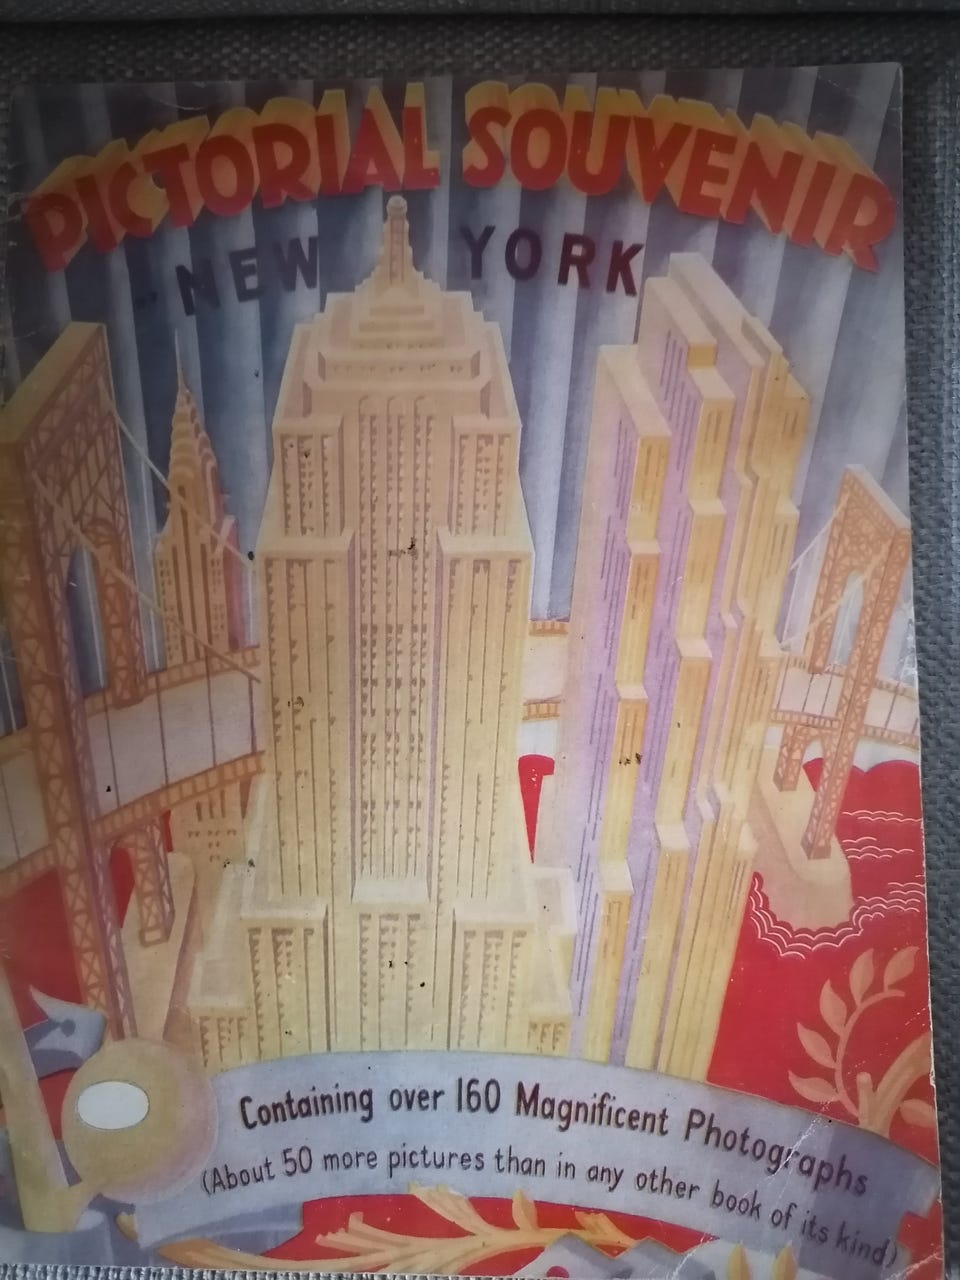 PICTORIAL SOUVENIR
NEW YORK
Containing over 160 Magnificent Photographs
(About 50 more pictures than in any other book of its kind)